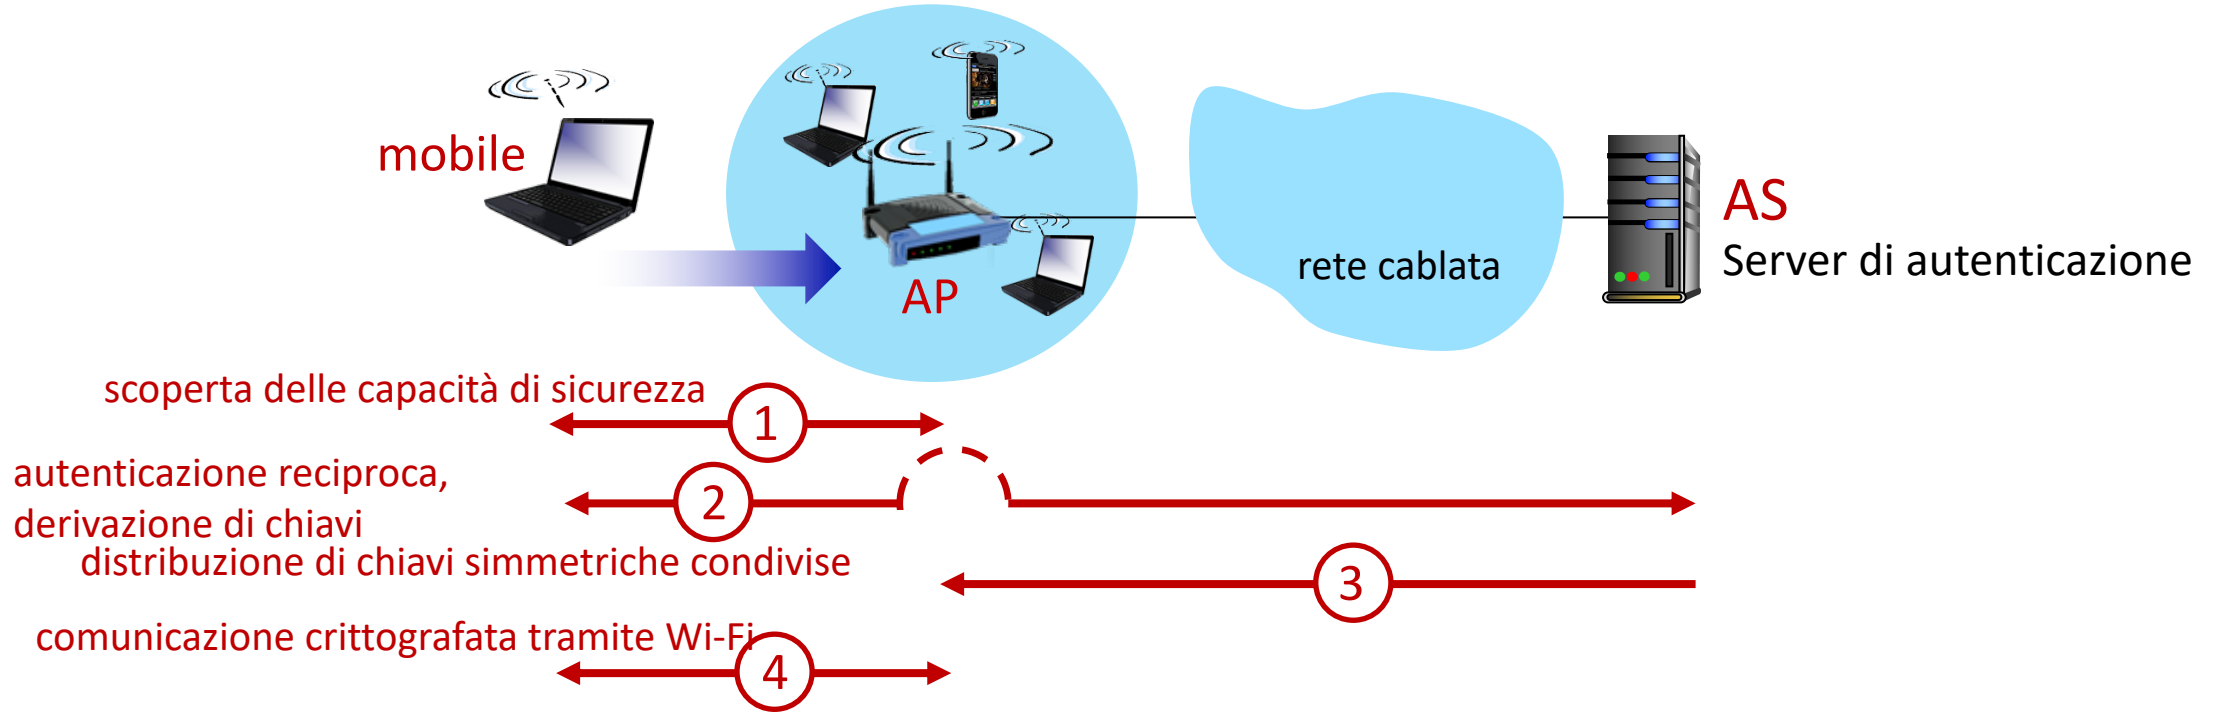 mobile
AP
rete cablata
AS
Server di autenticazione
scoperta delle capacità di sicurezza
1
autenticazione reciproca,
derivazione di chiavi
2
distribuzione di chiavi simmetriche condivise
3
comunicazione crittografata tramite Wi-Fi
4